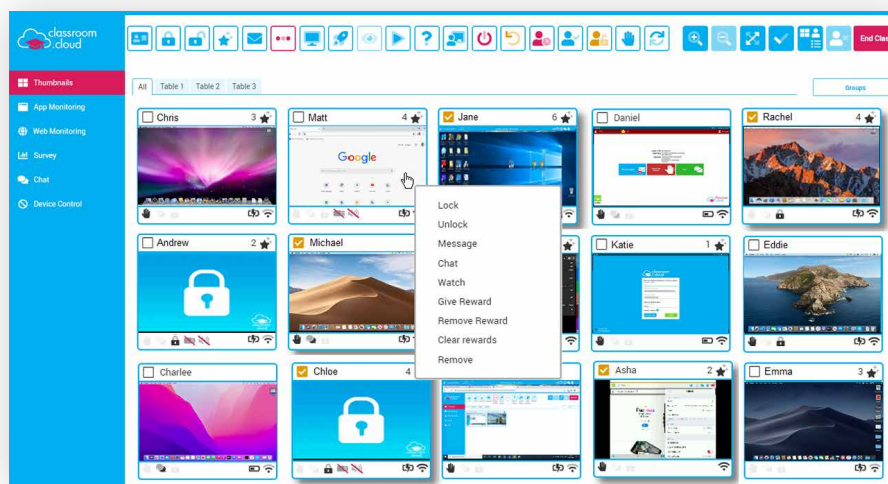 classroom
.cloud
End Clas
Thumbnails
App Monitoring
Web Monitoring
Survey
Chat
Device Control
All
Table 1
Table 2
Table 3
Groups
Chris
3
Matt
4
Jane
6
Daniel
Rachel
4
Google
Andrew
2
Michael
Katie
1
Eddie
Lock
Unlock
Message
Chat
Watch
Give Reward
Remove Reward
Clear rewards
Remove
Charlee
Chloe
4
Asha
2
Emma
3